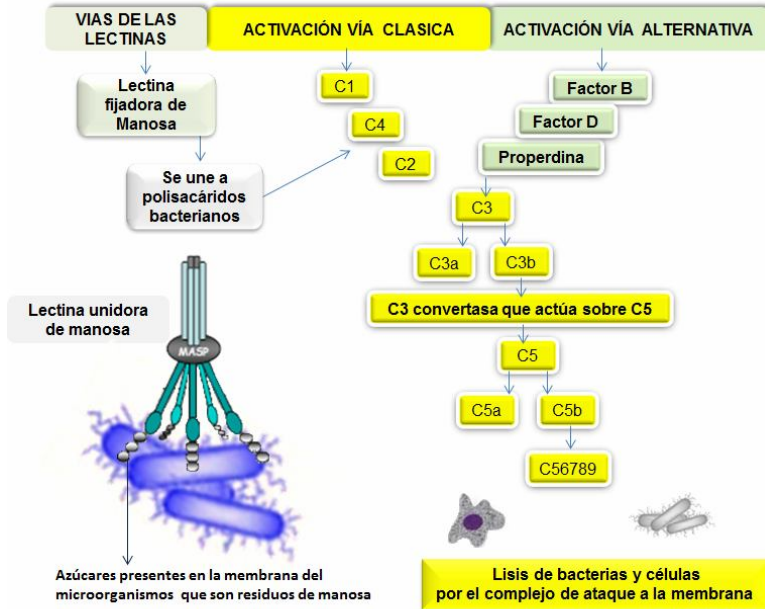 VIAS DE LAS
LECTINAS
ACTIVACIÓN VÍA CLASICA
ACTIVACIÓN VÍA ALTERNATIVA
Lectina
fijadora de
Manosa
Se une a
polisacáridos
bacterianos
C1
C4
C2
Factor B
Factor D
Properdina
C3
C3a
C3b
C3 convertasa que actúa sobre C5
C5
C5a
C5b
C56789
Lectina unidora
de manosa
MASP
Azúcares presentes en la membrana del
microorganismos que son residuos de manosa
Lisis de bacterias y células
por el complejo de ataque a la membrana